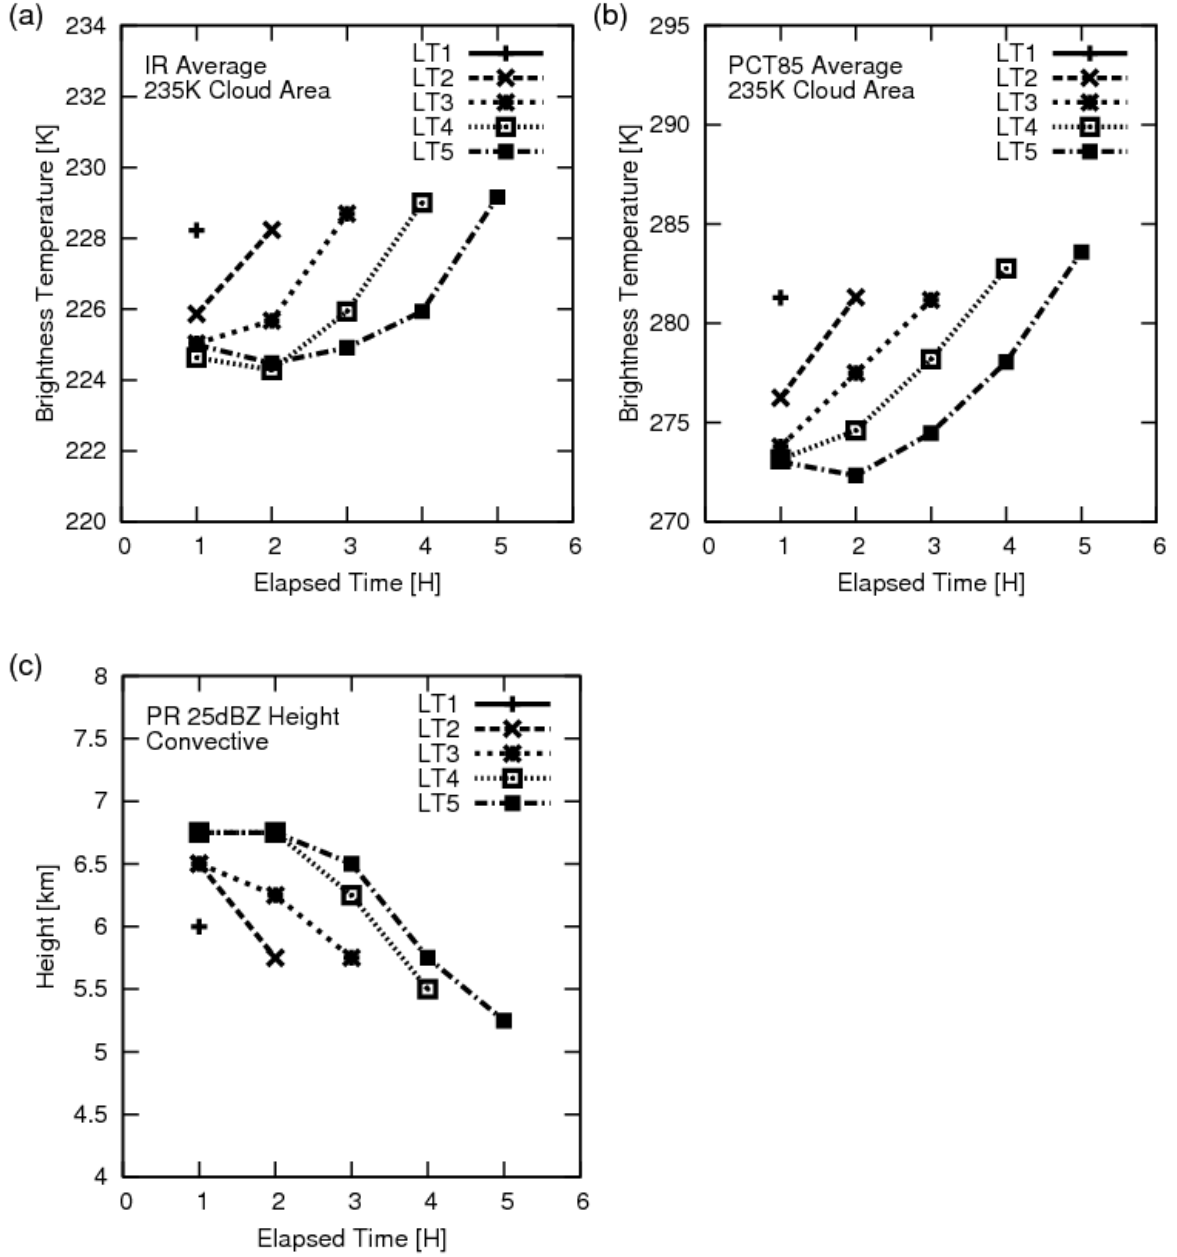 (a)
234
232
230
228
226
224
222
220
Brightness Temperature [K]
IR Average
235K Cloud Area
LT1
LT2
LT3
LT4
LT5
0 1 2 3 4 5 6
Elapsed Time [H]
(b)
295
290
285
280
275
270
Brightness Temperature [K]
PCT85 Average
235K Cloud Area
LT1
LT2
LT3
LT4
LT5
0 1 2 3 4 5 6
Elapsed Time [H]
(c)
8
7.5
7
6.5
6
5.5
5
4.5
4
Height [km]
PR 25dBZ Height
Convective
LT1
LT2
LT3
LT4
LT5
0 1 2 3 4 5 6
Elapsed Time [H]